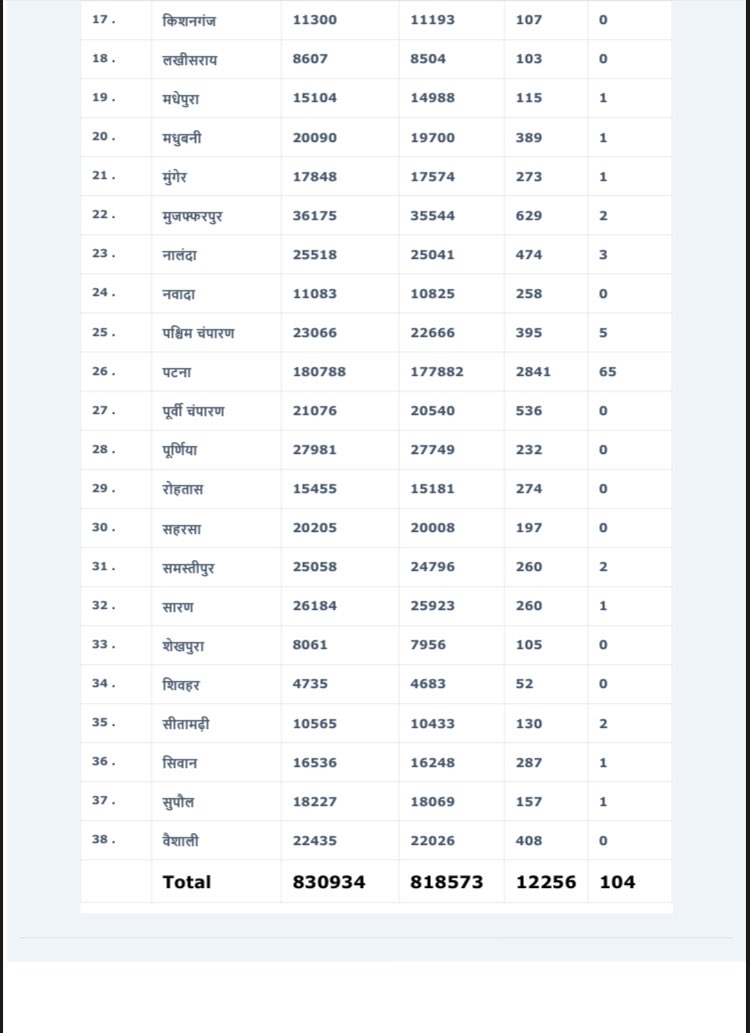 17. किशनगंज 11300 11193 107 0
18. लखीसराय 8607 8504 103 0
19. मधेपुरा 15104 14988 115 1
20. मधुबनी 20090 19700 389 1
21. मुंगेर 17848 17574 273 1
22. मुजफ्फरपुर 36175 35544 629 2
23. नालंदा 25518 25041 474 3
24. नवादा 11083 10825 258 0
25. पश्चिम चंपारण 23066 22666 395 5
26. पटना 180788 177882 2841 65
27. पूर्वी चंपारण 21076 20540 536 0
28. पूर्णिया 27981 27749 232 0
29. रोहतास 15455 15181 274 0
30. सहरसा 20205 20008 197 0
31. समस्तीपुर 25058 24796 260 2
32. सारण 26184 25923 260 1
33. शेखपुरा 8061 7956 105 0
34. शिवहर 4735 4683 52 0
35. सीतामढ़ी 10565 10433 130 2
36. सिवान 16536 16248 287 1
37. सुपौल 18227 18069 157 1
38. वैशाली 22435 22026 408 0
Total 830934 818573 12256 104